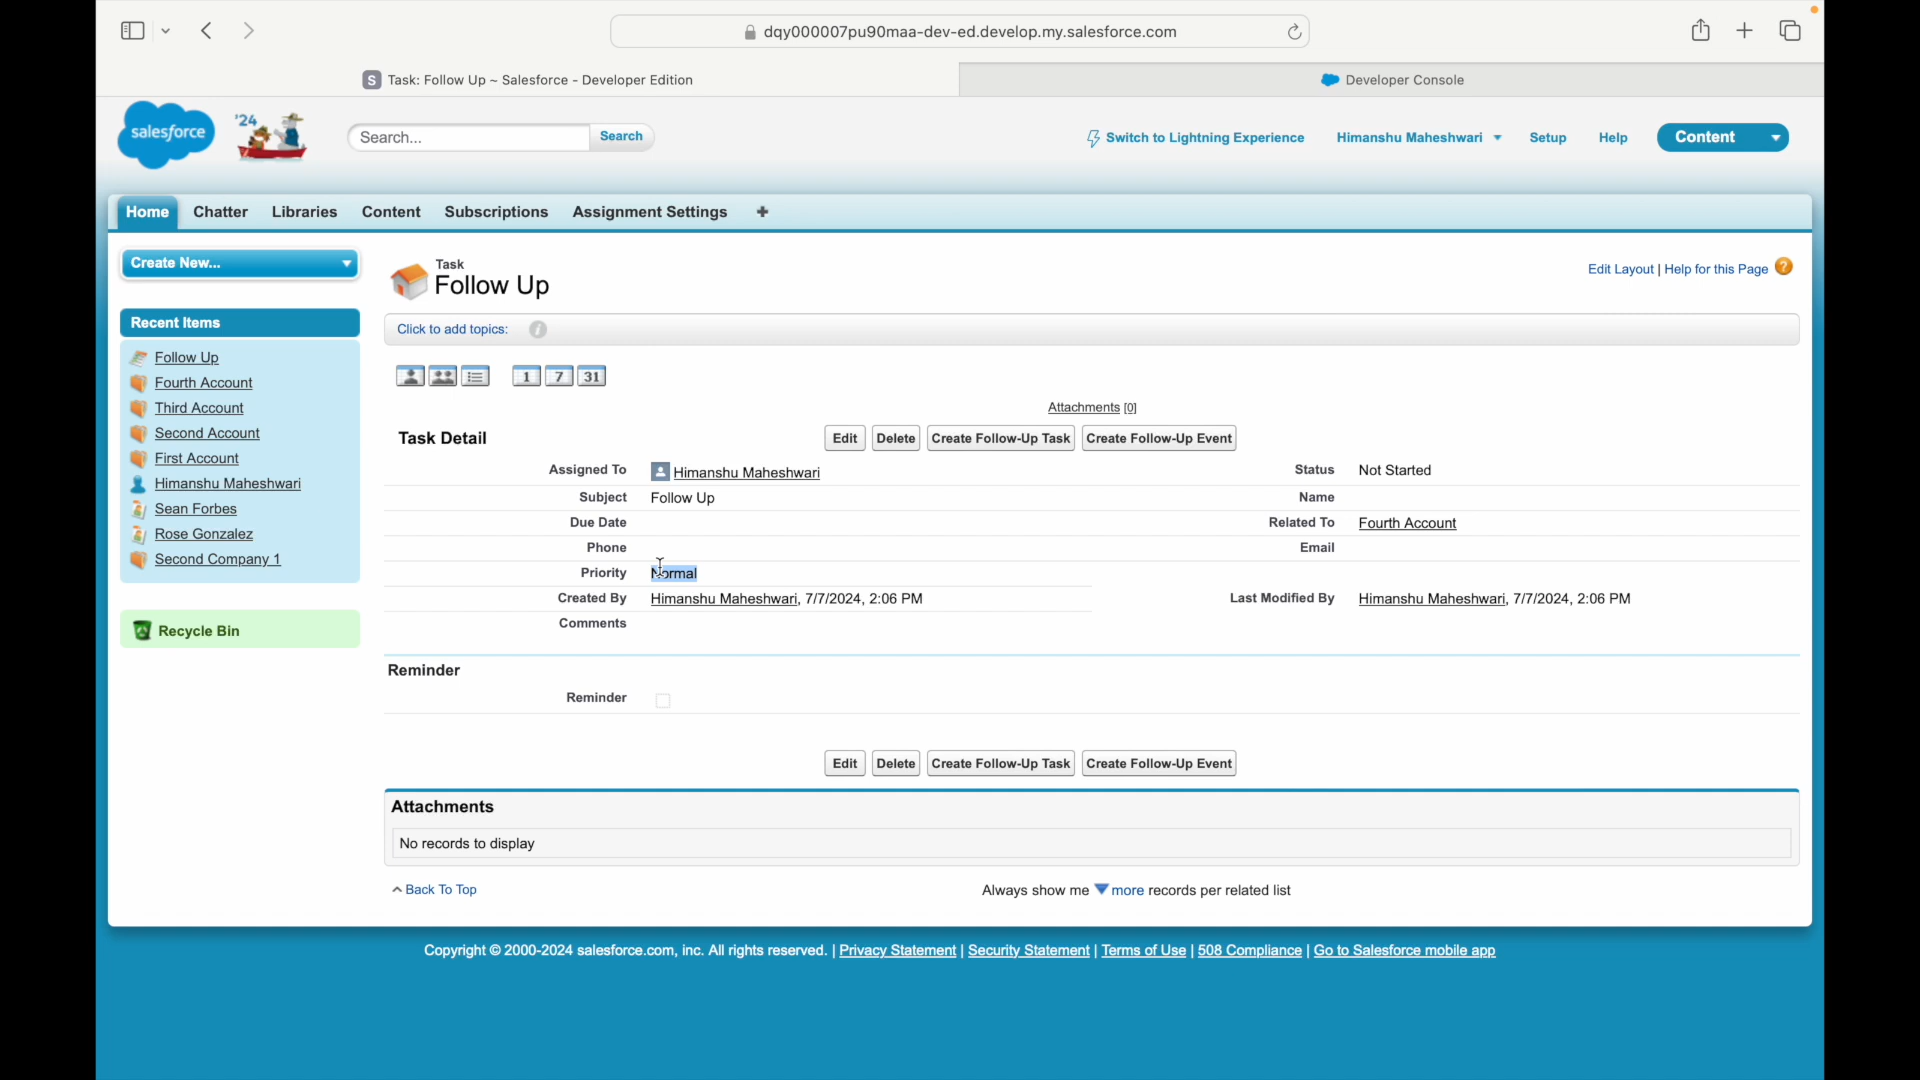 dqy000007pu90maa-dev-ed.develop.my.salesforce.com
S Task: Follow Up ~ Salesforce - Developer Edition
Developer Console
salesforce
'24
Search...
Search
Switch to Lightning Experience
Himanshu Maheshwari
Setup
Help
Content
Home
Chatter
Libraries
Content
Subscriptions
Assignment Settings
+
Create New...
Recent Items
Follow Up
Fourth Account
Third Account
Second Account
First Account
Himanshu Maheshwari
Sean Forbes
Rose Gonzalez
Second Company 1
Recycle Bin
Task
Follow Up
Edit Layout | Help for this Page ?
Click to add topics: i
1 7 31
Attachments [0]
Task Detail
Edit Delete Create Follow-Up Task Create Follow-Up Event
Assigned To Himanshu Maheshwari Status Not Started
Subject Follow Up Name
Due Date Related To Fourth Account
Phone Email
Priority Normal
Created By Himanshu Maheshwari, 7/7/2024, 2:06 PM Last Modified By Himanshu Maheshwari, 7/7/2024, 2:06 PM
Comments
Reminder
Reminder
Edit Delete Create Follow-Up Task Create Follow-Up Event
Attachments
No records to display
Back To Top
Always show me more records per related list
Copyright © 2000-2024 salesforce.com, inc. All rights reserved. | Privacy Statement | Security Statement | Terms of Use | 508 Compliance | Go to Salesforce mobile app